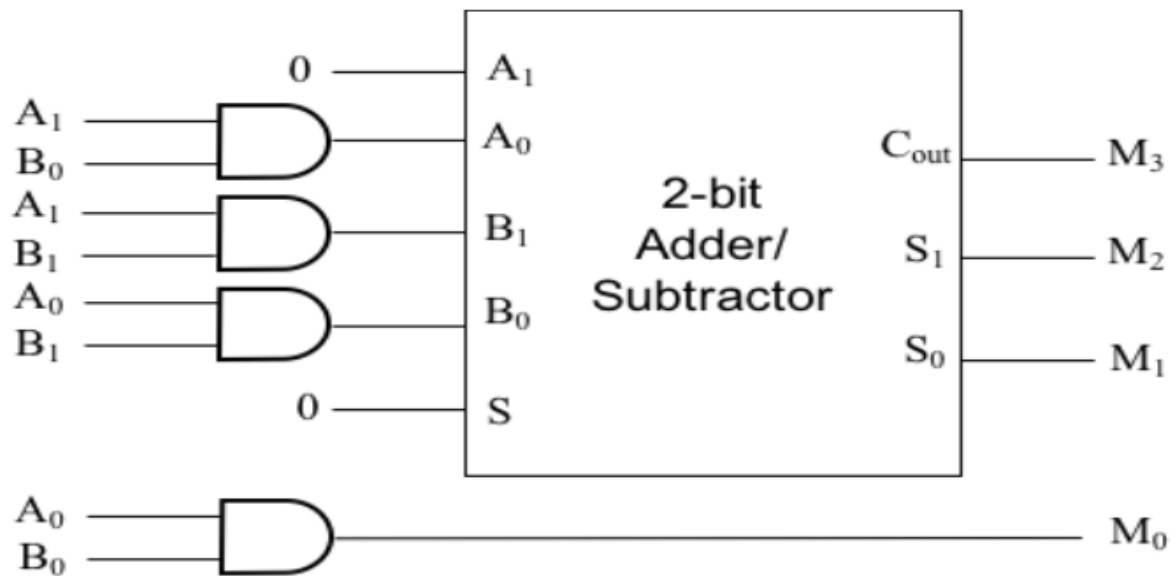 0 A₁
A₁
B₀ A₀
A₁
B₁ B₁
A₀
B₁ B₀
0 S
2-bit
Adder/
Subtractor
Cₒᵤₜ M₃
S₁ M₂
S₀ M₁
A₀
B₀ M₀